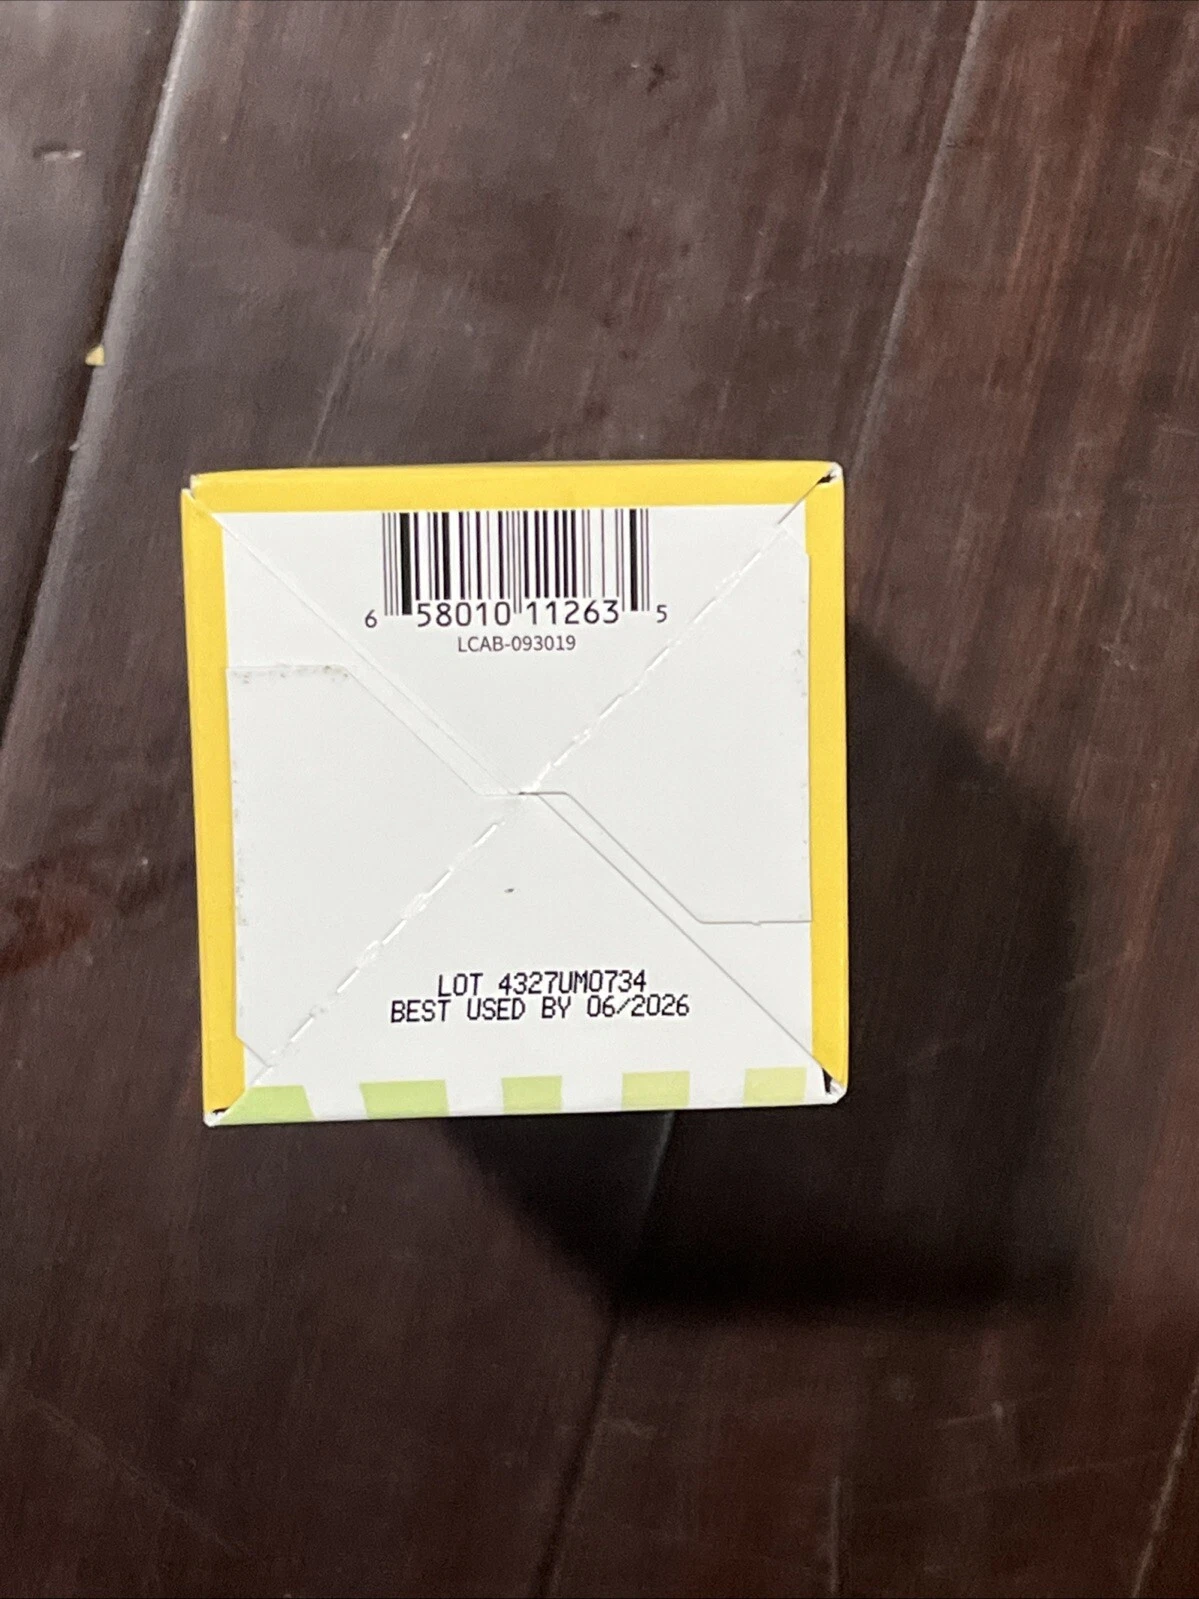 6 58010 11263 5
LCAB-093019
LOT 4327UM0734
BEST USED BY 06/2026